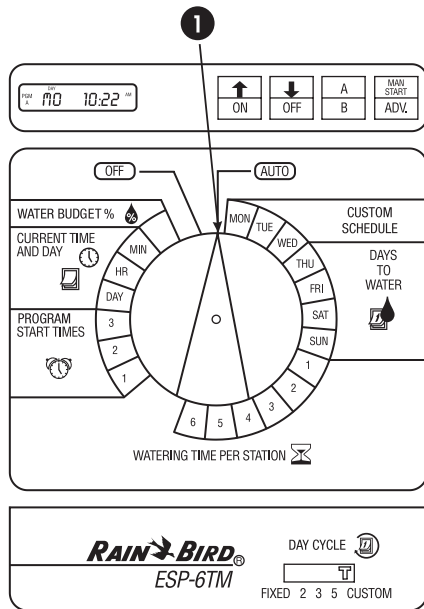 1
PGM A DAY MO 10:22 AM
ON OFF A B MAN START ADV.
OFF AUTO
WATER BUDGET % %
CURRENT TIME
AND DAY
PROGRAM
START TIMES
MIN
HR
DAY
3
2
1
MON
TUE
WED
THU
FRI
SAT
SUN
1
2
3
4
5
6
CUSTOM
SCHEDULE
DAYS
TO
WATER
WATERING TIME PER STATION
RAIN BIRD®
ESP-6TM
DAY CYCLE 1
FIXED 2 3 5 CUSTOM